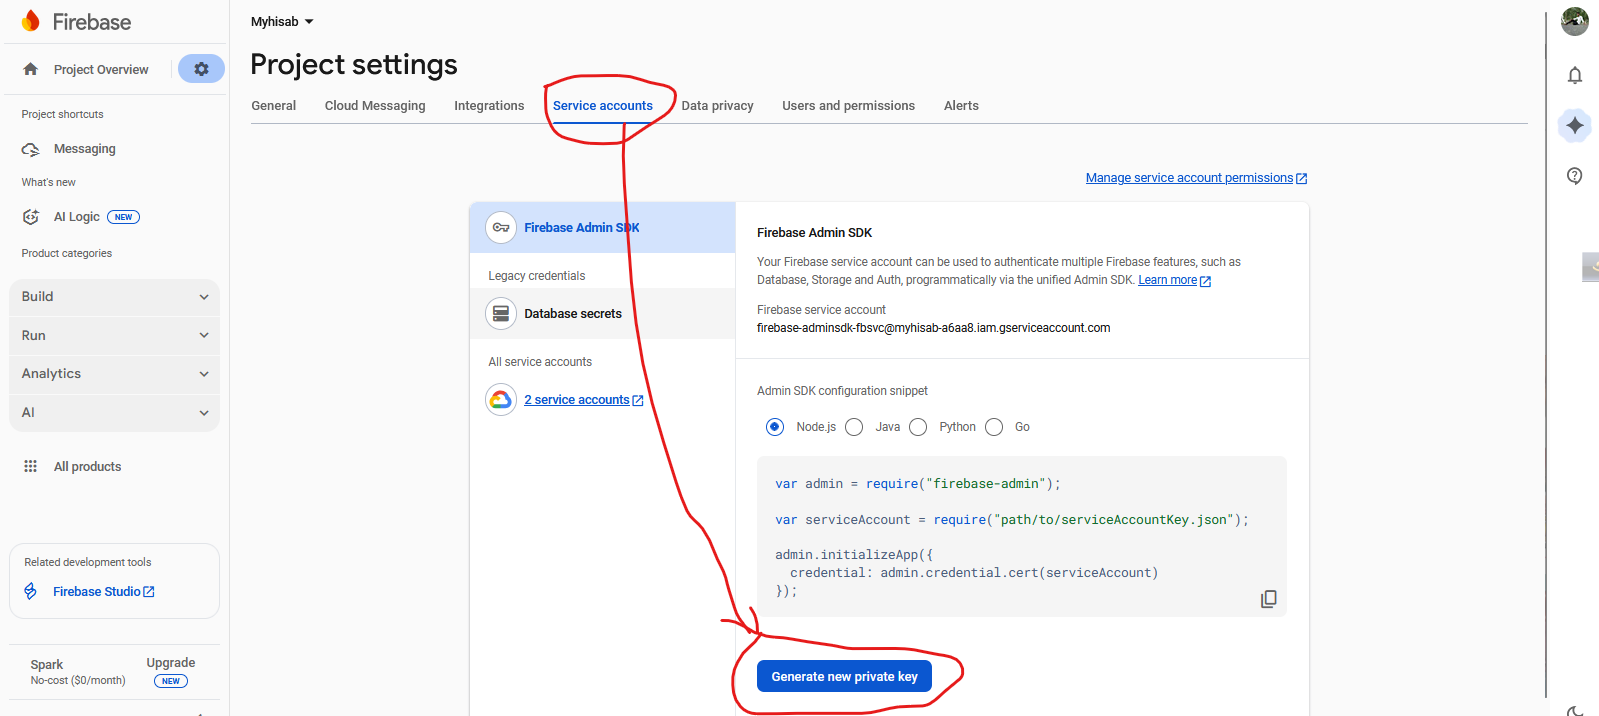 Firebase
Myhisab
Project Overview
Project settings
General Cloud Messaging Integrations Service accounts Data privacy Users and permissions Alerts
Project shortcuts
Messaging
What's new
AI Logic NEW
Product categories
Build
Run
Analytics
AI
All products
Related development tools
Firebase Studio
Spark
No-cost ($0/month)
Upgrade
NEW
Manage service account permissions
Firebase Admin SDK
Legacy credentials
Database secrets
All service accounts
2 service accounts
Firebase Admin SDK
Your Firebase service account can be used to authenticate multiple Firebase features, such as
Database, Storage and Auth, programmatically via the unified Admin SDK. Learn more
Firebase service account
firebase-adminsdk-fbsvc@myhisab-a6aa8.iam.gserviceaccount.com
Admin SDK configuration snippet
Node.js Java Python Go
var admin = require("firebase-admin");
var serviceAccount = require("path/to/serviceAccountKey.json");
admin.initializeApp({
credential: admin.credential.cert(serviceAccount)
});
Generate new private key